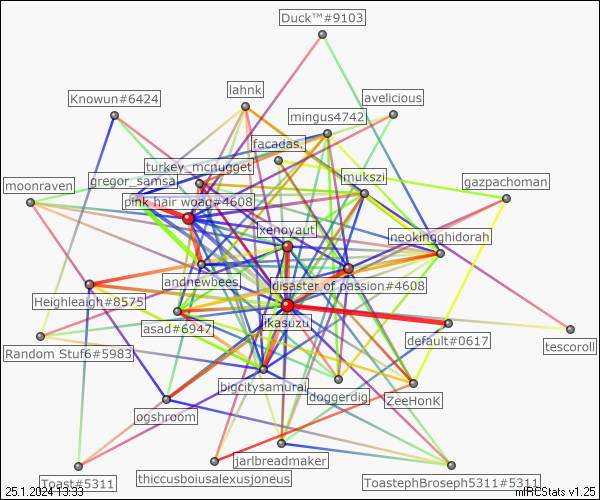 Duck™#9103
lahnk
Knowun#6424
avelicious
mingus4742
facadas.
turkey_mcnugget
mukszi
gregor_samsa
moonraven
gazpachoman
pink hair woag#4608
xenoyaut
neokingghidorah
andnewbees
disaster of passion#4608
Heighleaigh#8575
jikasuzu
asad#6947
default#0617
Random Stuf6#5983
tescoroll
bigcitysamurai
doggerdig
ZeeHonK
ogshroom
jarlbreadmaker
Toast#5311
thiccusboiusalexusjoneus
ToastephBroseph5311#5311
25.1.2024 13:33
mIRCStats v1.25